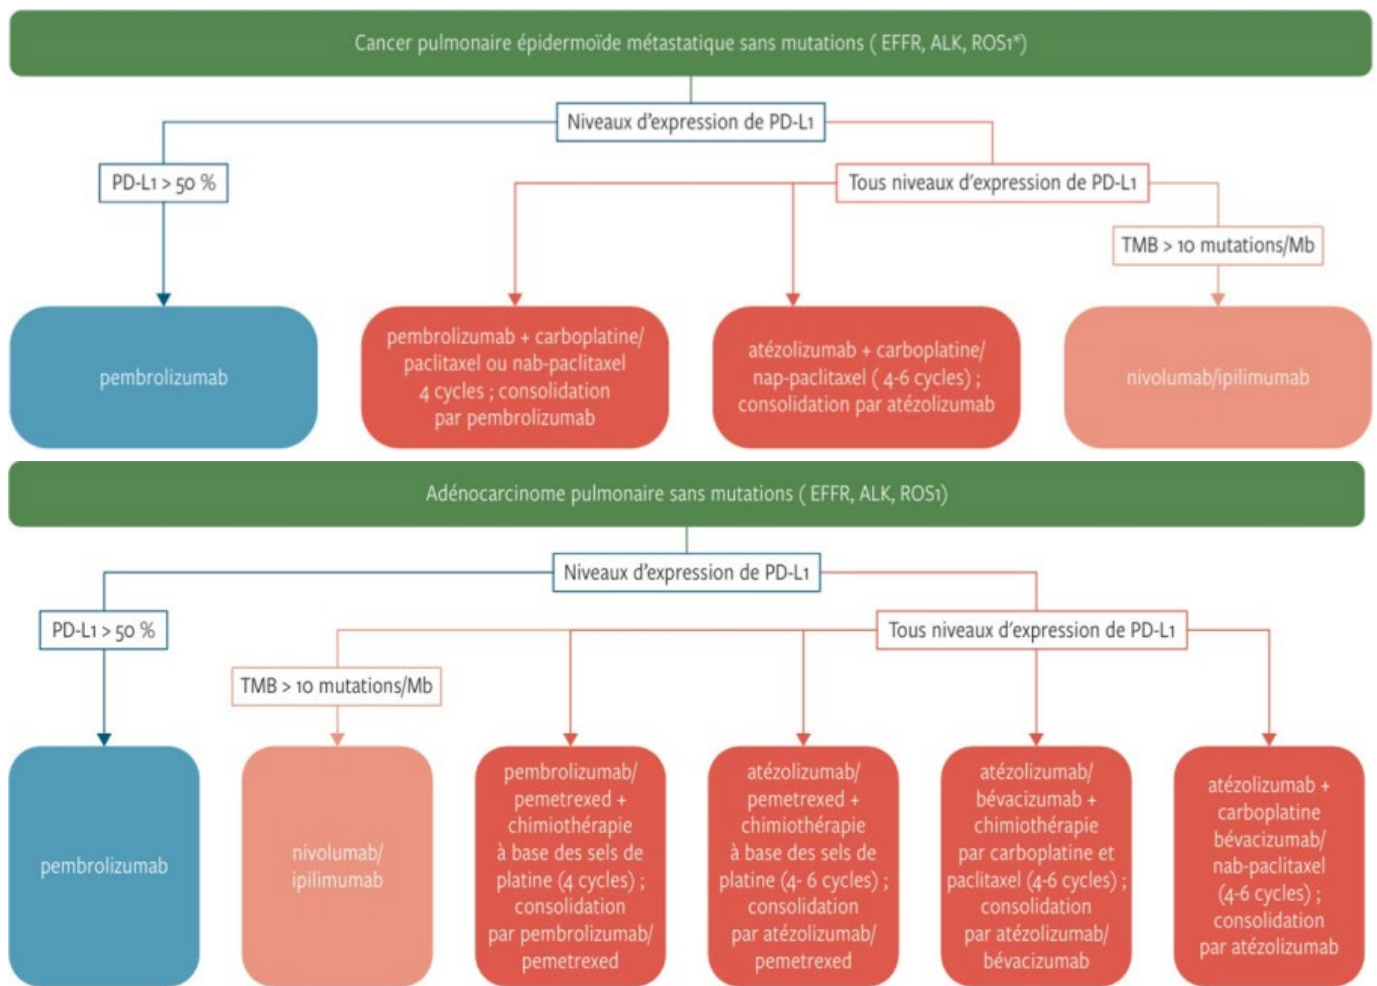 Cancer pulmonaire épidermoïde métastatique sans mutations ( EFFR, ALK, ROS1*)
Niveaux d'expression de PD-L1
PD-L1 > 50 %
Tous niveaux d'expression de PD-L1
TMB > 10 mutations/Mb
pembrolizumab
pembrolizumab + carboplatine/
paclitaxel ou nab-paclitaxel
4 cycles ; consolidation
par pembrolizumab
atézolizumab + carboplatine/
nap-paclitaxel ( 4-6 cycles) ;
consolidation par atézolizumab
nivolumab/ipilimumab
Adénocarcinome pulmonaire sans mutations ( EFFR, ALK, ROS1)
Niveaux d'expression de PD-L1
PD-L1 > 50 %
Tous niveaux d'expression de PD-L1
TMB > 10 mutations/Mb
pembrolizumab
nivolumab/
ipilimumab
pembrolizumab/
pemetrexed +
chimiothérapie
à base des sels de
platine (4 cycles) ;
consolidation
par pembrolizumab/
pemetrexed
atézolizumab/
pemetrexed +
chimiothérapie
à base des sels de
platine (4- 6 cycles) ;
consolidation
par atézolizumab/
pemetrexed
atézolizumab/
bévacizumab +
chimiothérapie
par carboplatine et
paclitaxel (4-6 cycles) ;
consolidation
par atézolizumab/
bévacizumab
atézolizumab +
carboplatine
bévacizumab/
nab-paclitaxel
(4-6 cycles) ;
consolidation
par atézolizumab